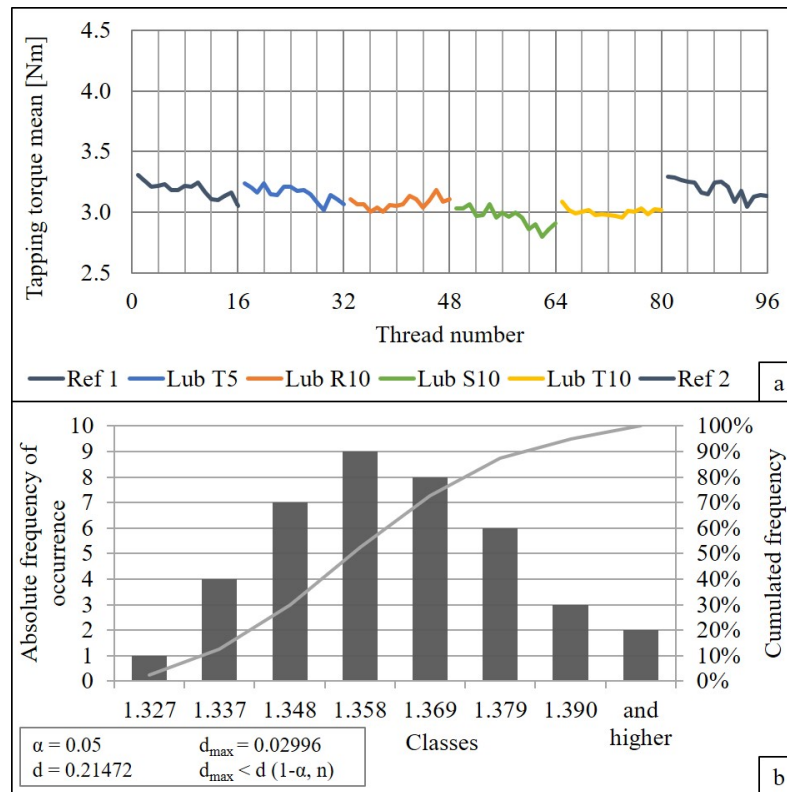 4.5
4.0
3.5
3.0
2.5
Tapping torque mean [Nm]
0 16 32 48 64 80 96
Thread number
Ref 1 Lub T5 Lub R10 Lub S10 Lub T10 Ref 2
a
10
9
8
7
6
5
4
3
2
1
0
Absolute frequency of
occurrence
100%
90%
80%
70%
60%
50%
40%
30%
20%
10%
0%
Cumulated frequency
1.327 1.337 1.348 1.358 1.369 1.379 1.390 and
higher
Classes
α = 0.05 dmax = 0.02996
d = 0.21472 dmax < d (1-α, n)
b